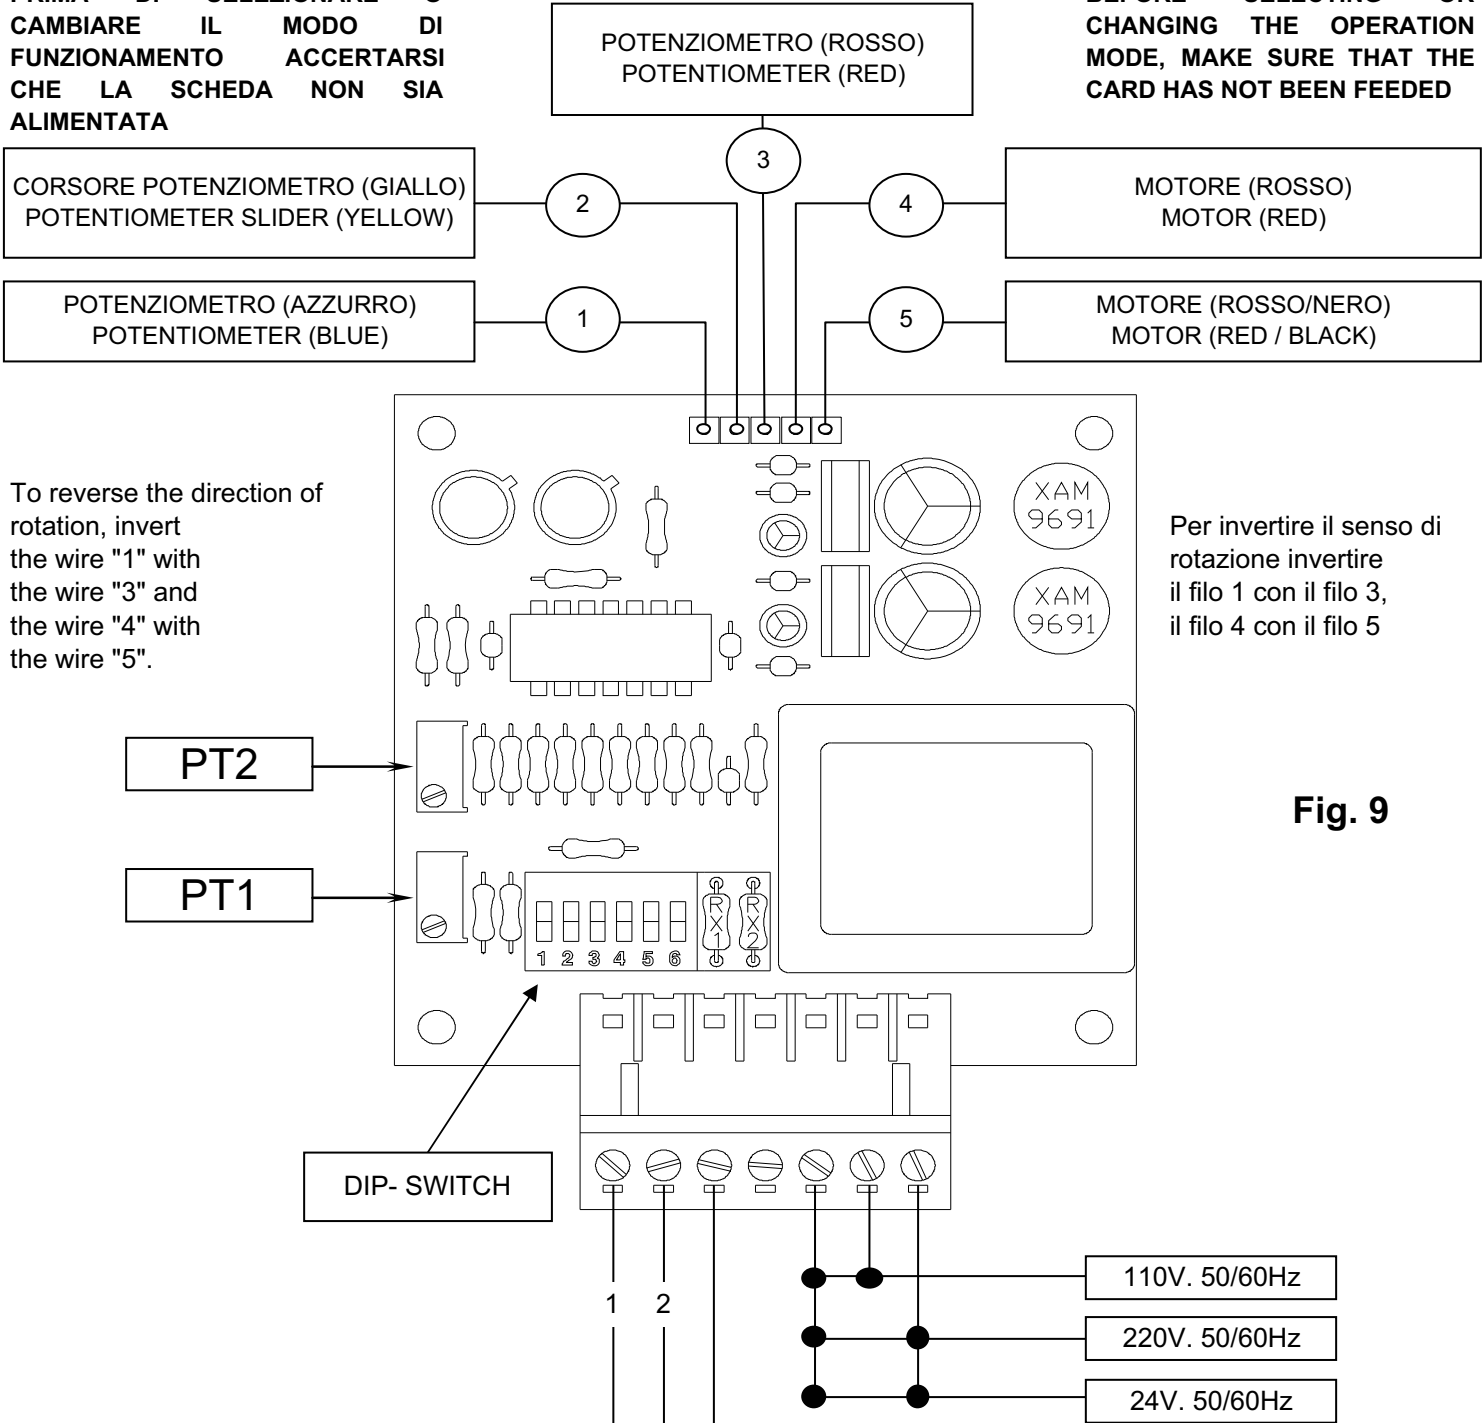 CAMBIARE IL MODO DI
FUNZIONAMENTO ACCERTARSI
CHE LA SCHEDA NON SIA
ALIMENTATA
POTENZIOMETRO (ROSSO)
POTENTIOMETER (RED)
CHANGING THE OPERATION
MODE, MAKE SURE THAT THE
CARD HAS NOT BEEN FEEDED
3
CORSORE POTENZIOMETRO (GIALLO)
POTENTIOMETER SLIDER (YELLOW)
2
4
MOTORE (ROSSO)
MOTOR (RED)
POTENZIOMETRO (AZZURRO)
POTENTIOMETER (BLUE)
1
5
MOTORE (ROSSO/NERO)
MOTOR (RED / BLACK)
To reverse the direction of
rotation, invert
the wire "1" with
the wire "3" and
the wire "4" with
the wire "5".
XAM
9691
XAM
9691
Per invertire il senso di
rotazione invertire
il filo 1 con il filo 3,
il filo 4 con il filo 5
PT2
Fig. 9
PT1
RX1
RX2
1 2 3 4 5 6
DIP- SWITCH
1 2
110V. 50/60Hz
220V. 50/60Hz
24V. 50/60Hz